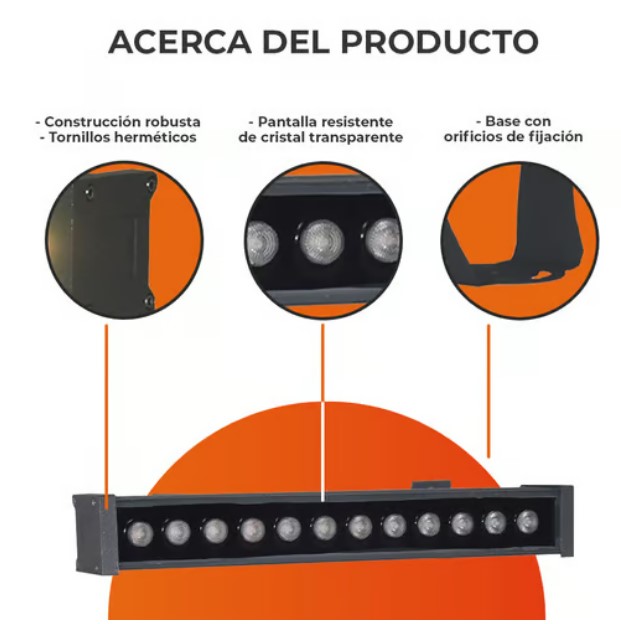 ACERCA DEL PRODUCTO
- Construcción robusta
- Tornillos herméticos
- Pantalla resistente
de cristal transparente
- Base con
orificios de fijación